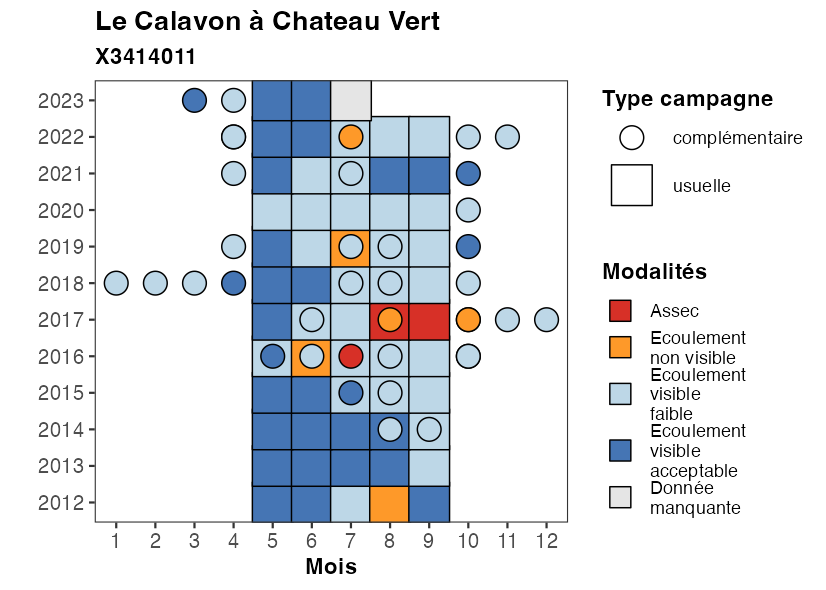 Le Calavon à Chateau Vert
X3414011
2023
2022
2021
2020
2019
2018
2017
2016
2015
2014
2013
2012
1 2 3 4 5 6 7 8 9 10 11 12
Mois
Type campagne
complémentaire
usuelle
Modalités
Assec
Ecoulement
non visible
Ecoulement
visible
faible
Ecoulement
visible
acceptable
Donnée
manquante